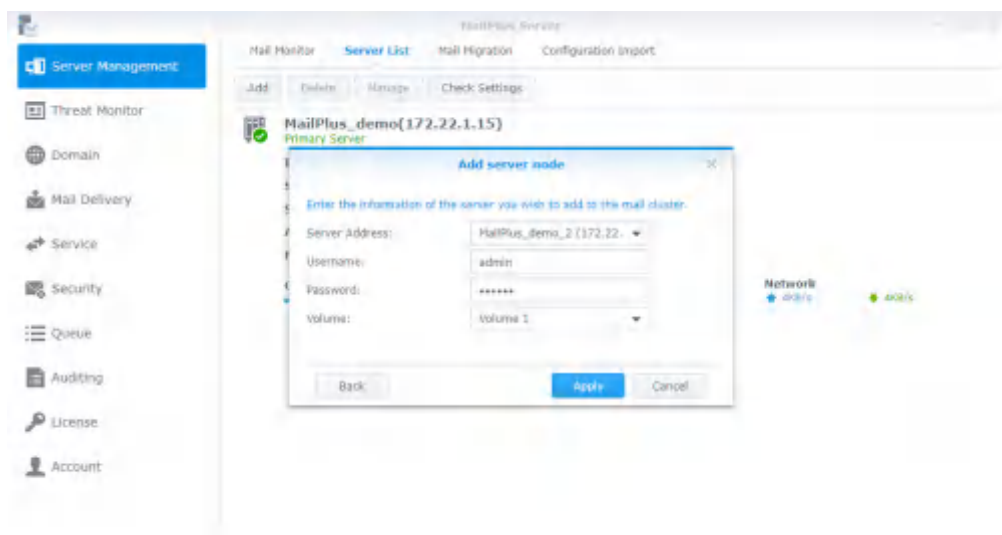 MailPlus Server
Server Management
Threat Monitor
Domain
Mail Delivery
Service
Security
Queue
Auditing
License
Account
Mail Monitor Server List Mail Migration Configuration Import
Add Delete Manage Check Settings
MailPlus_demo(172.22.1.15)
Primary Server
Add server node
Enter the information of the server you wish to add to the mail cluster.
Server Address: MailPlus_demo_2 (172.22.
Username: admin
Password: ******
Volume: Volume 1
Back Apply Cancel
Network